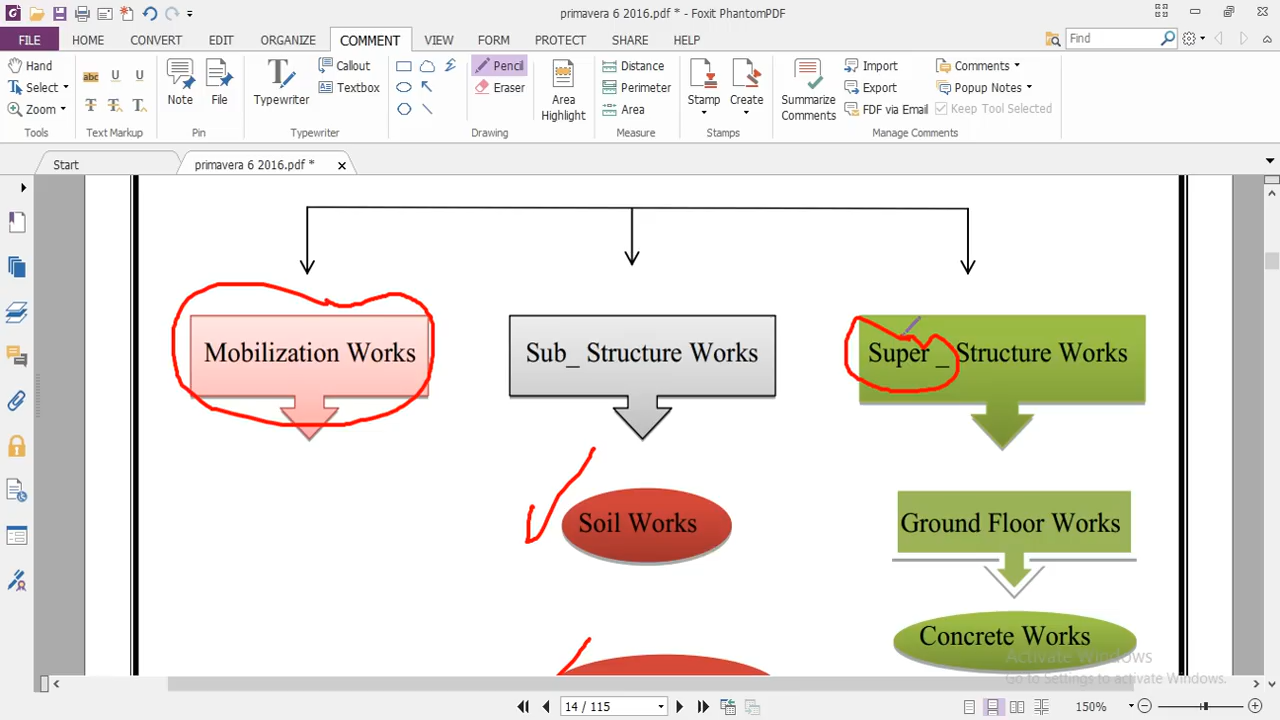 primavera 6 2016.pdf * - Foxit PhantomPDF
FILE HOME CONVERT EDIT ORGANIZE COMMENT VIEW FORM PROTECT SHARE HELP
Find
Hand
Select
Zoom
Tools
abc U U
T T T
Text Markup
Note
File
Pin
Typewriter
Callout
Textbox
Typewriter
Pencil
Eraser
Drawing
Area Highlight
Distance
Perimeter
Area
Measure
Stamp
Create
Stamps
Summarize Comments
Import
Export
FDF via Email
Comments
Popup Notes
Keep Tool Selected
Manage Comments
Start
primavera 6 2016.pdf *
Mobilization Works
Sub_ Structure Works
Super _ Structure Works
Soil Works
Ground Floor Works
Concrete Works
Activate Windows
Go to Settings to activate Windows.
14 / 115
150%